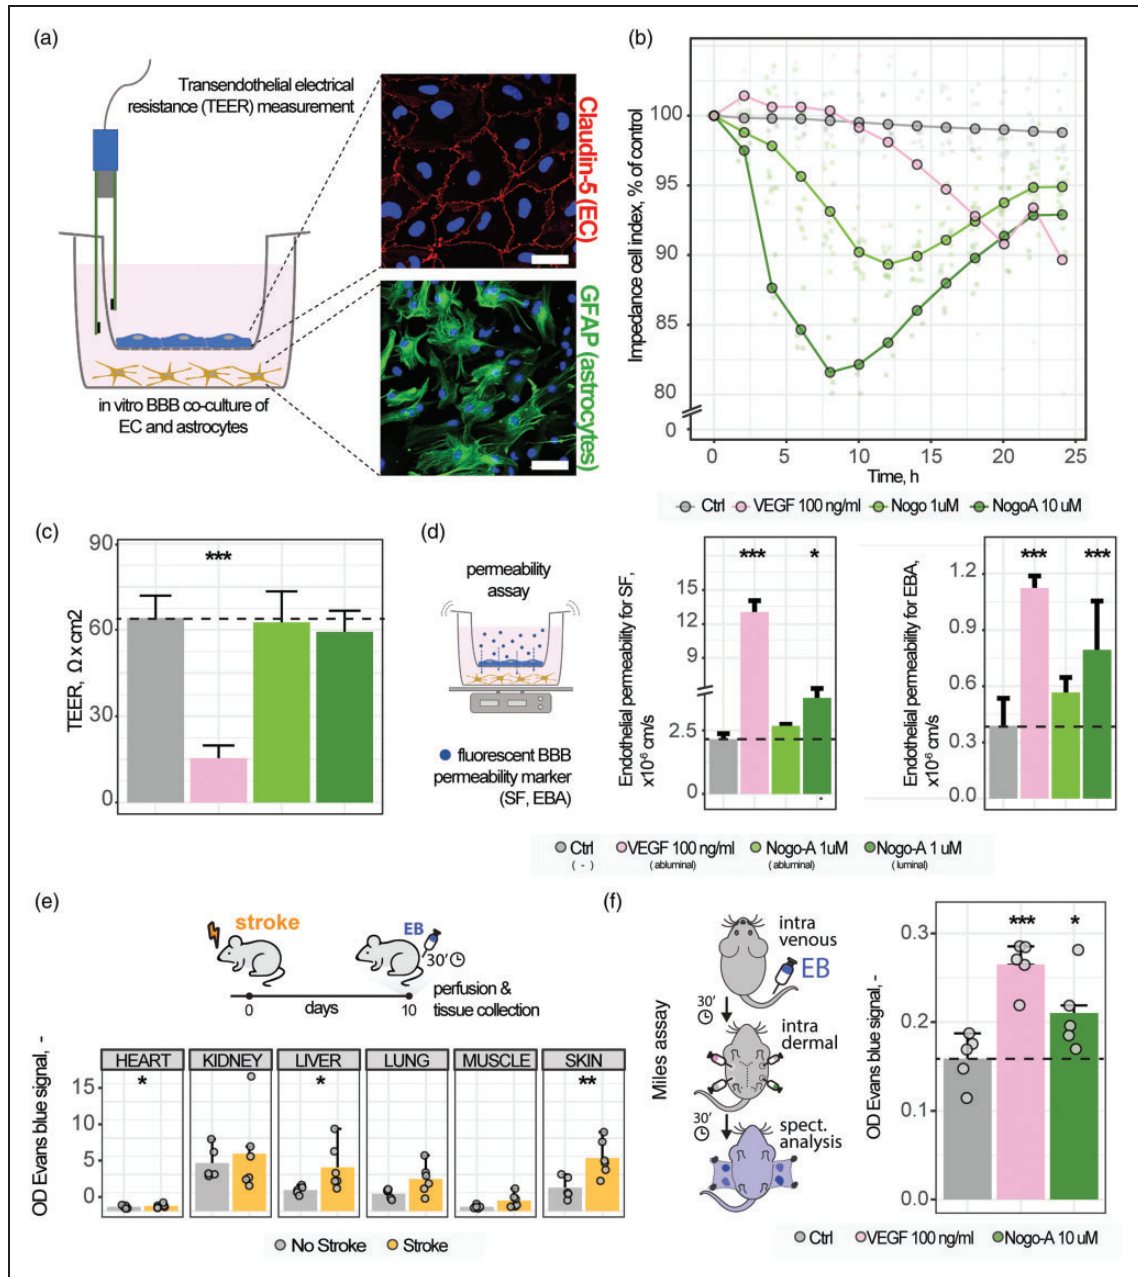 (a)
Transendothelial electrical
resistance (TEER) measurement
Claudin-5 (EC)
GFAP (astrocytes)
in vitro BBB co-culture of
EC and astrocytes
(b)
Impedance cell index, % of control
100
95
90
85
80
0
0 5 10 15 20 25
Time, h
Ctrl VEGF 100 ng/ml Nogo 1uM NogoA 10 uM
(c)
TEER, Ω x cm2
90
60
30
0
***
(d)
permeability
assay
fluorescent BBB
permeability marker
(SF, EBA)
Endothelial permeability for SF,
x10⁻⁶ cm/s
15
12
9
2.5
0
*** *
Endothelial permeability for EBA,
x10⁻⁶ cm/s
1.2
0.9
0.6
0.3
0.0
*** ***
Ctrl VEGF 100 ng/ml Nogo-A 1uM Nogo-A 1 uM
( - ) (abluminal) (abluminal) (luminal)
(e)
stroke
EB
30'
0 days 10
perfusion &
tissue collection
OD Evans blue signal, -
HEART KIDNEY LIVER LUNG MUSCLE SKIN
* * **
15
10
5
0
No Stroke Stroke
(f)
Miles assay
intra
venous
EB
30'
intra
dermal
30'
spect.
analysis
OD Evans blue signal, -
0.3
0.2
0.1
0.0
*** *
Ctrl VEGF 100 ng/ml Nogo-A 10 uM